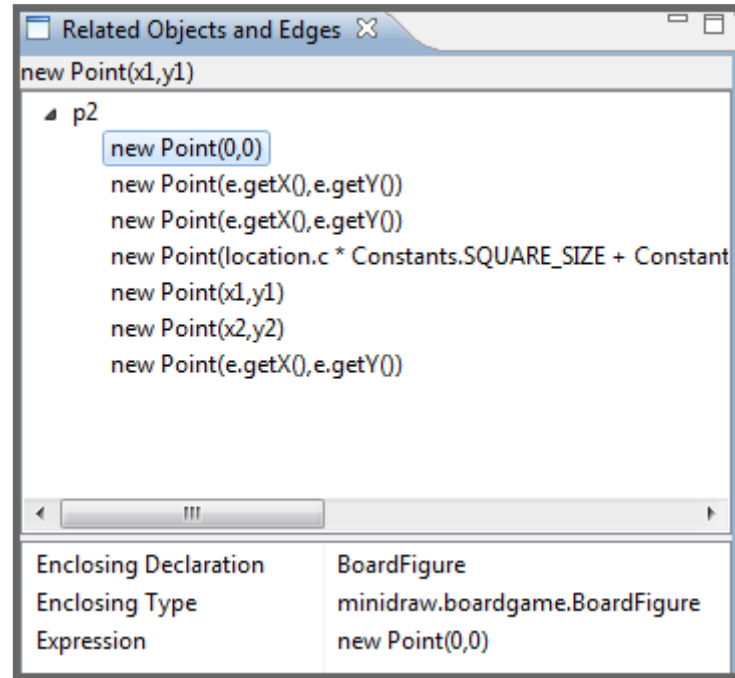 Related Objects and Edges
new Point(x1,y1)
p2
new Point(0,0)
new Point(e.getX(),e.getY())
new Point(e.getX(),e.getY())
new Point(location.c * Constants.SQUARE_SIZE + Constant
new Point(x1,y1)
new Point(x2,y2)
new Point(e.getX(),e.getY())
Enclosing Declaration BoardFigure
Enclosing Type minidraw.boardgame.BoardFigure
Expression new Point(0,0)